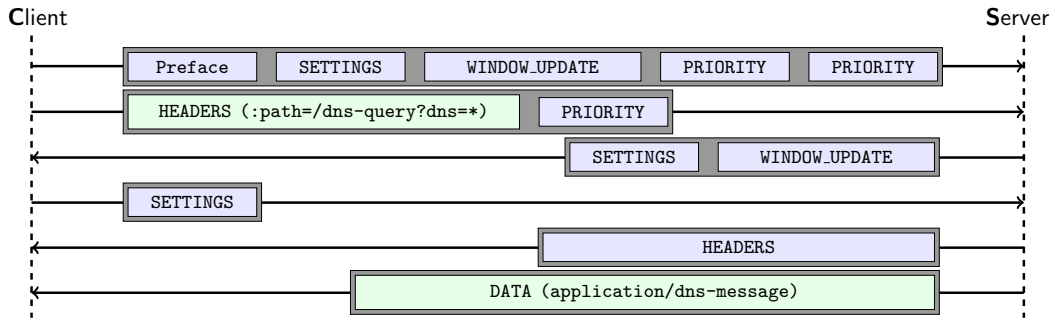 Client Server
Preface SETTINGS WINDOW_UPDATE PRIORITY PRIORITY
HEADERS (:path=/dns-query?dns=*) PRIORITY
SETTINGS WINDOW_UPDATE
SETTINGS
HEADERS
DATA (application/dns-message)